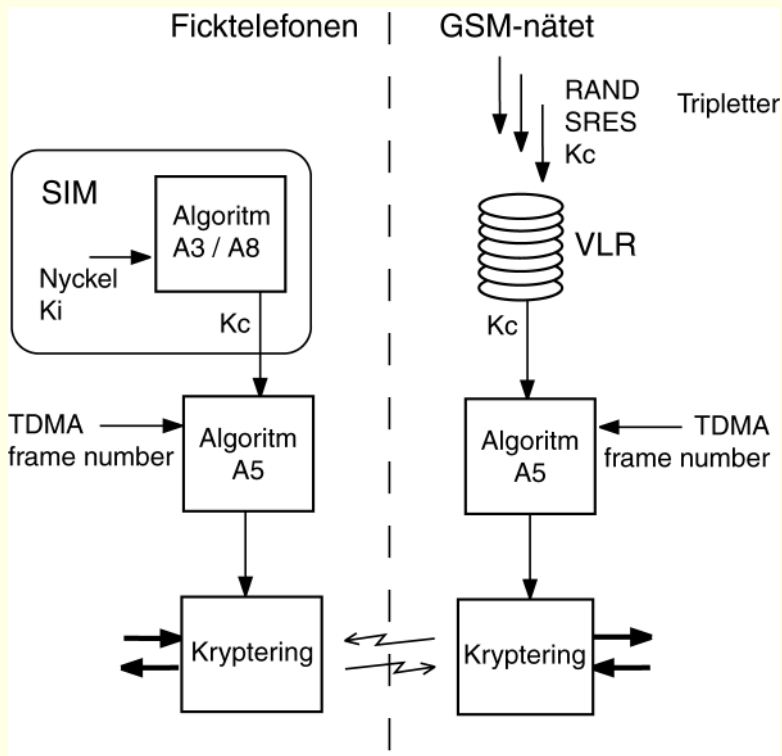 Ficktelefonen
GSM-nätet
RAND
SRES
Kc
Tripletter
SIM
Algoritm
A3 / A8
Nyckel
Ki
Kc
VLR
Kc
TDMA
frame number
Algoritm
A5
Algoritm
A5
TDMA
frame number
Kryptering
Kryptering